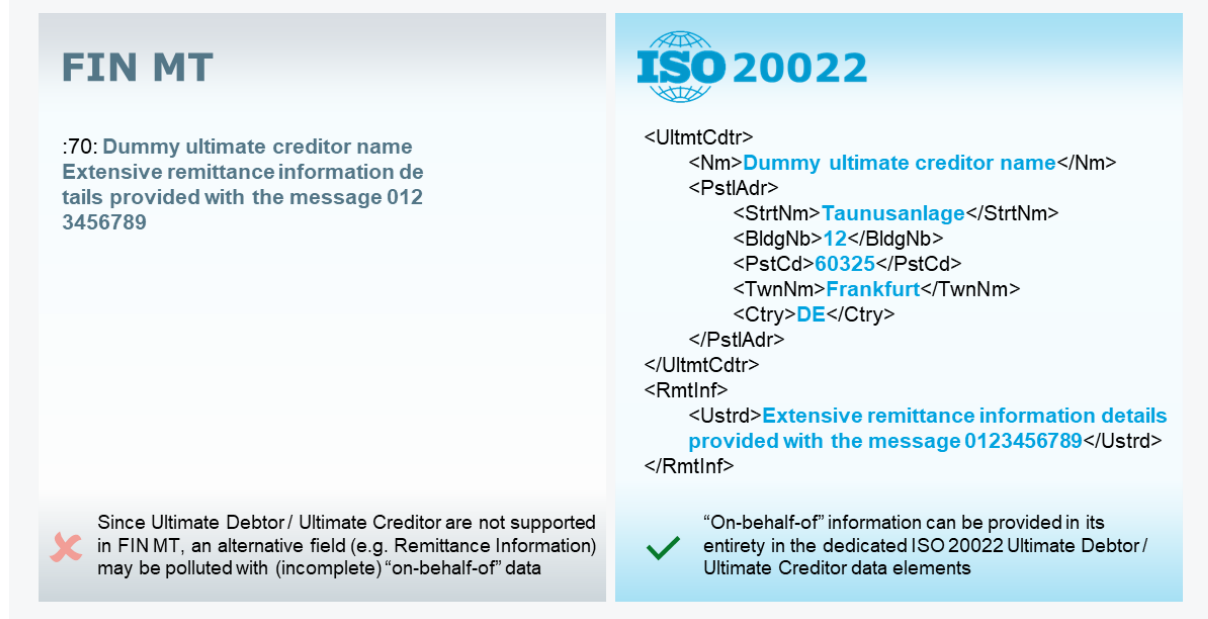 FIN MT
:70: Dummy ultimate creditor name
Extensive remittance information de
tails provided with the message 012
3456789
Since Ultimate Debtor / Ultimate Creditor are not supported
in FIN MT, an alternative field (e.g. Remittance Information)
may be polluted with (incomplete) “on-behalf-of” data
ISO 20022
<UltmtCdtr>
<Nm>Dummy ultimate creditor name</Nm>
<PstlAdr>
<StrtNm>Taunusanlage</StrtNm>
<BldgNb>12</BldgNb>
<PstCd>60325</PstCd>
<TwnNm>Frankfurt</TwnNm>
<Ctry>DE</Ctry>
</PstlAdr>
</UltmtCdtr>
<RmtInf>
<Ustrd>Extensive remittance information details
provided with the message 0123456789</Ustrd>
</RmtInf>
“On-behalf-of” information can be provided in its
entirety in the dedicated ISO 20022 Ultimate Debtor /
Ultimate Creditor data elements